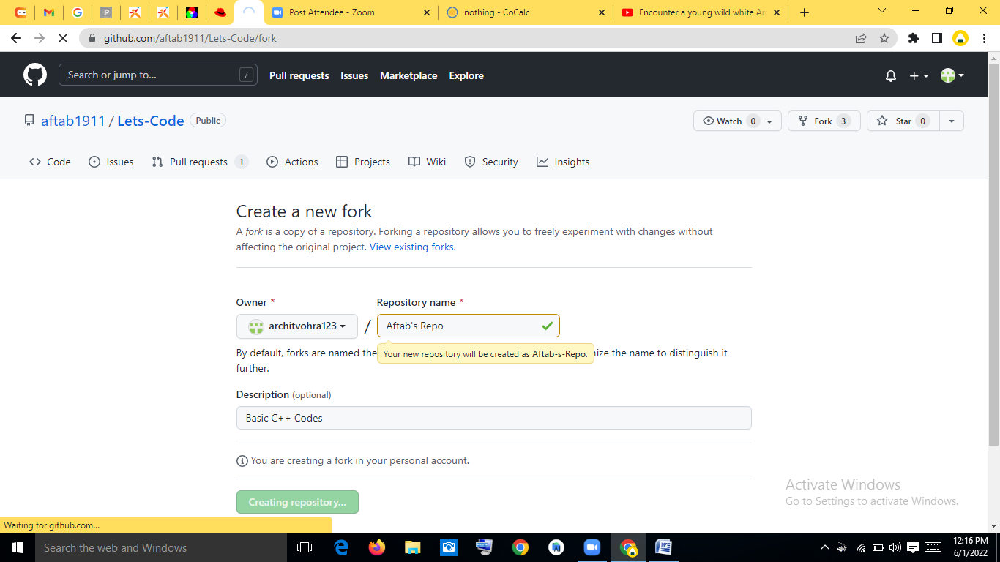 Post Attendee - Zoom
nothing - CoCalc
Encounter a young wild white Ar
github.com/aftab1911/Lets-Code/fork
Search or jump to...
/
Pull requests
Issues
Marketplace
Explore
aftab1911 / Lets-Code
Public
Watch 0
Fork 3
Star 0
Code
Issues
Pull requests 1
Actions
Projects
Wiki
Security
Insights
Create a new fork
A fork is a copy of a repository. Forking a repository allows you to freely experiment with changes without
affecting the original project. View existing forks.
Owner *
Repository name *
architvohra123
/
Aftab's Repo
By default, forks are named the
Your new repository will be created as Aftab-s-Repo.
ize the name to distinguish it
further.
Description (optional)
Basic C++ Codes
You are creating a fork in your personal account.
Creating repository...
Activate Windows
Go to Settings to activate Windows.
Waiting for github.com...
Search the web and Windows
12:16 PM
6/1/2022